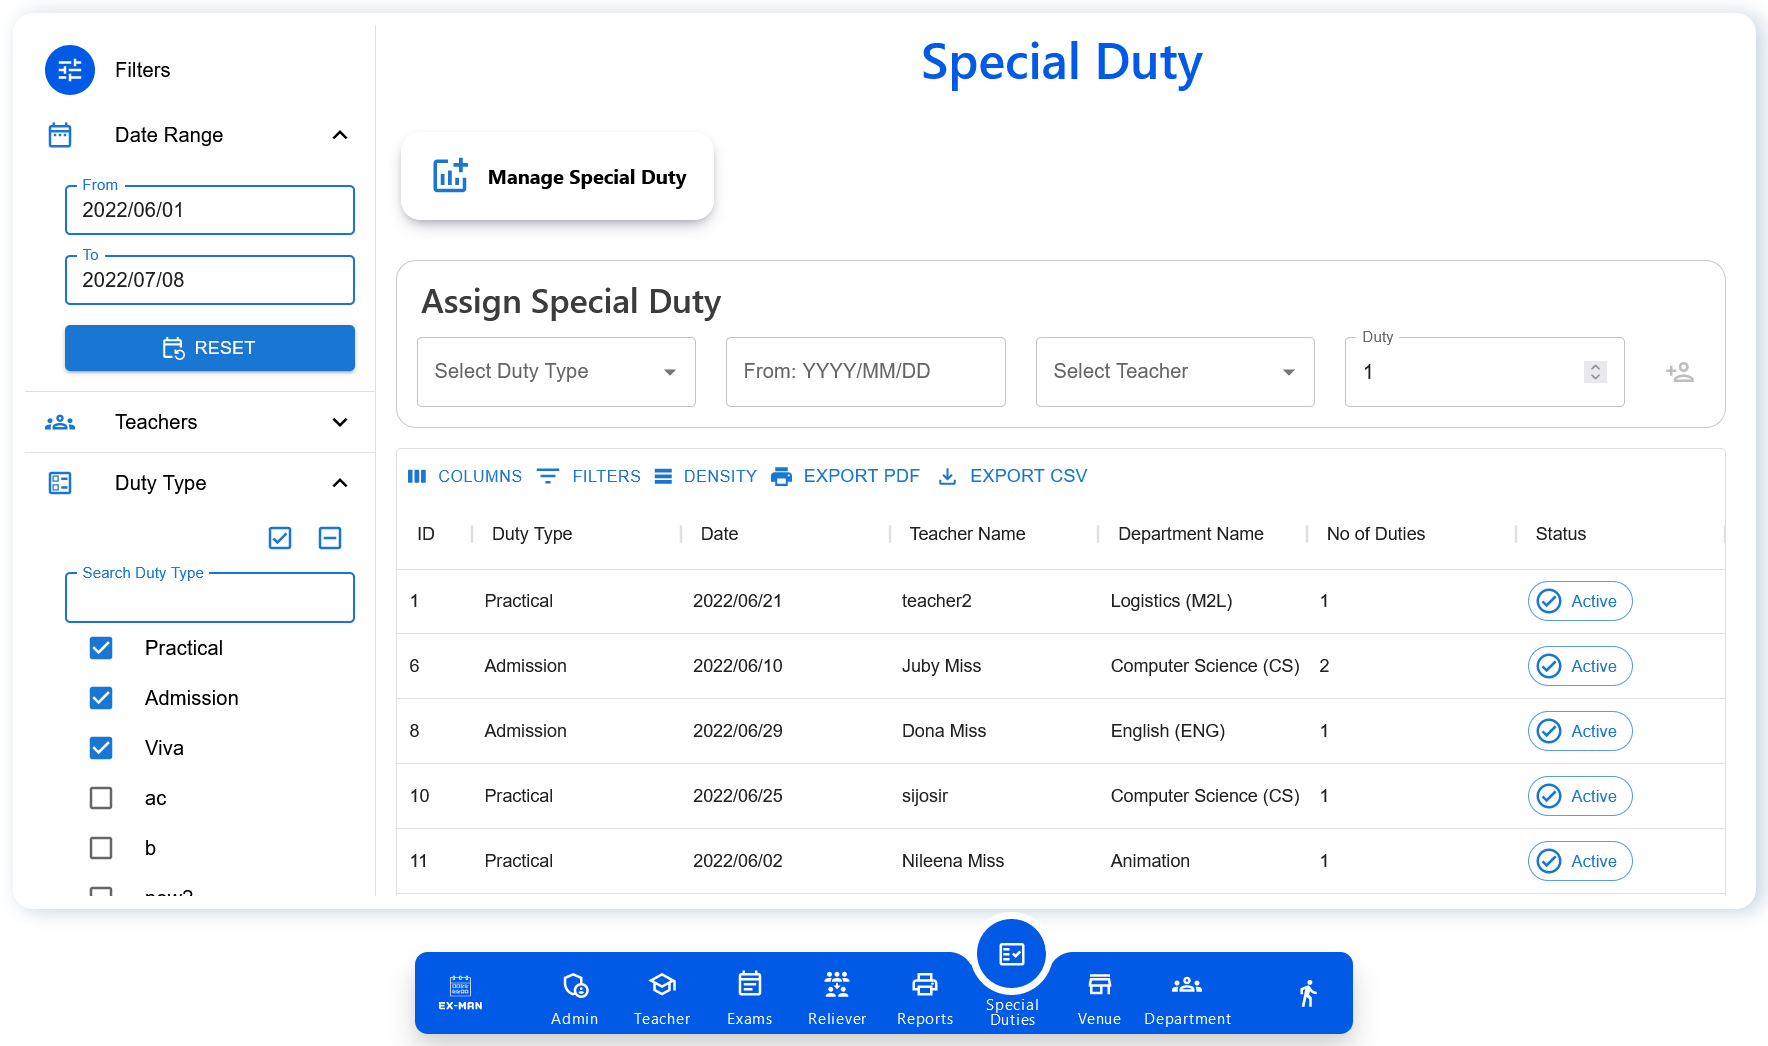 Filters
Date Range
From
2022/06/01
To
2022/07/08
RESET
Teachers
Duty Type
Search Duty Type
Practical
Admission
Viva
ac
b
Special Duty
Manage Special Duty
Assign Special Duty
Select Duty Type
From: YYYY/MM/DD
Select Teacher
Duty
1
COLUMNS FILTERS DENSITY EXPORT PDF EXPORT CSV
ID Duty Type Date Teacher Name Department Name No of Duties Status
1 Practical 2022/06/21 teacher2 Logistics (M2L) 1 Active
6 Admission 2022/06/10 Juby Miss Computer Science (CS) 2 Active
8 Admission 2022/06/29 Dona Miss English (ENG) 1 Active
10 Practical 2022/06/25 sijosir Computer Science (CS) 1 Active
11 Practical 2022/06/02 Nileena Miss Animation 1 Active
EX-MAN
Admin
Teacher
Exams
Reliever
Reports
Special
Duties
Venue
Department